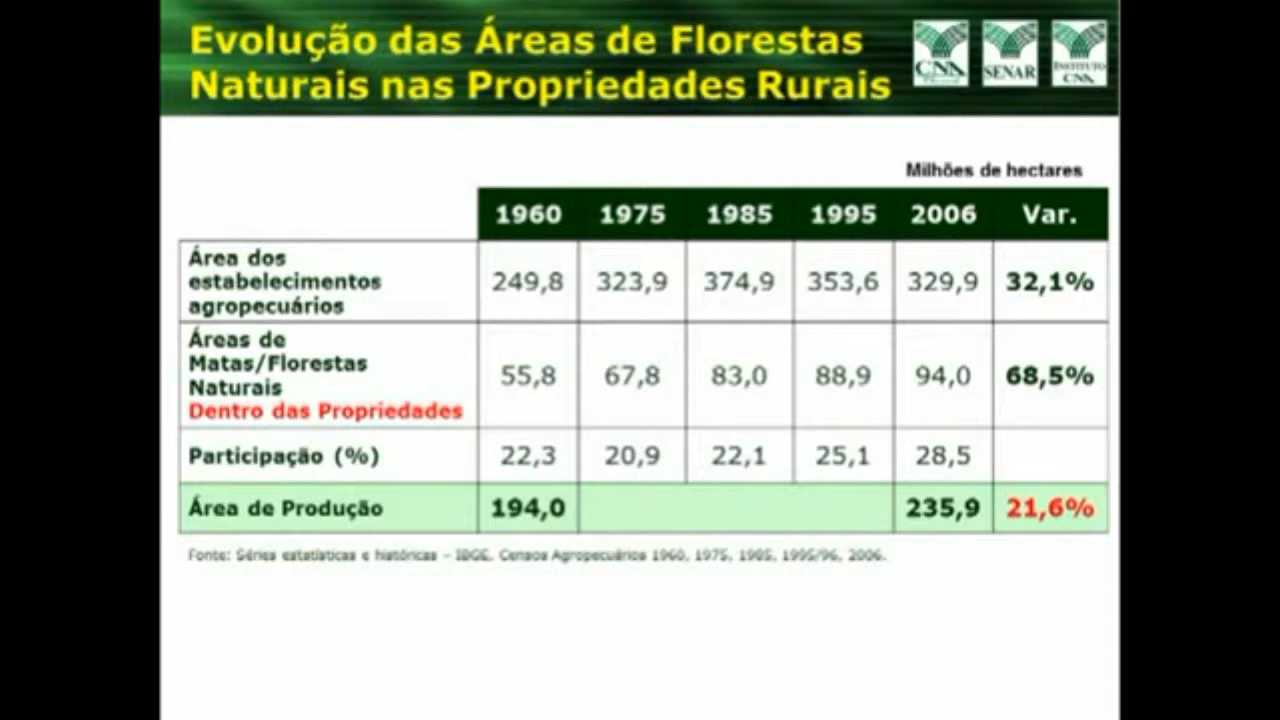 Evolução das Áreas de Florestas
Naturais nas Propriedades Rurais
CNA
SENAR
INSTITUTO
CNA
Milhões de hectares
1960 1975 1985 1995 2006 Var.
Área dos
estabelecimentos
agropecuários
249,8 323,9 374,9 353,6 329,9 32,1%
Áreas de
Matas/Florestas
Naturais
Dentro das Propriedades
55,8 67,8 83,0 88,9 94,0 68,5%
Participação (%) 22,3 20,9 22,1 25,1 28,5
Área de Produção 194,0 235,9 21,6%
Fonte: Séries estatísticas e históricas – IBGE. Censos Agropecuários 1960, 1975, 1985, 1995/96, 2006.